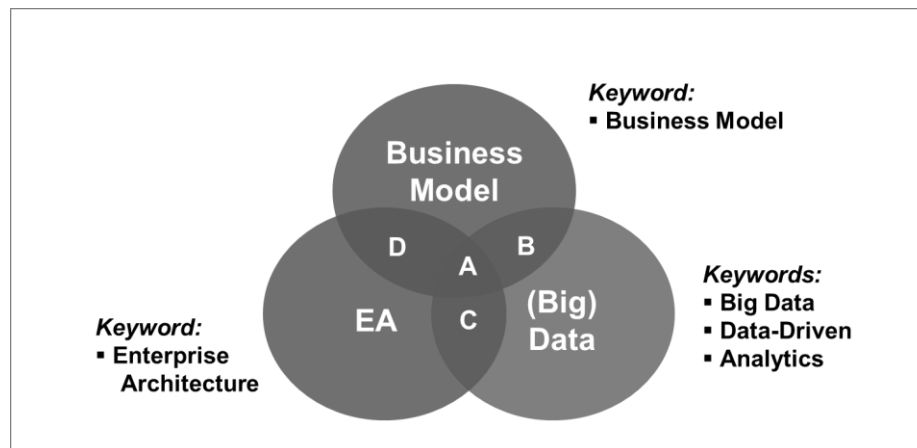 Keyword:
▪ Business Model
Business
Model
D
B
A
EA
C
(Big)
Data
Keywords:
▪ Big Data
▪ Data-Driven
▪ Analytics
Keyword:
▪ Enterprise
Architecture